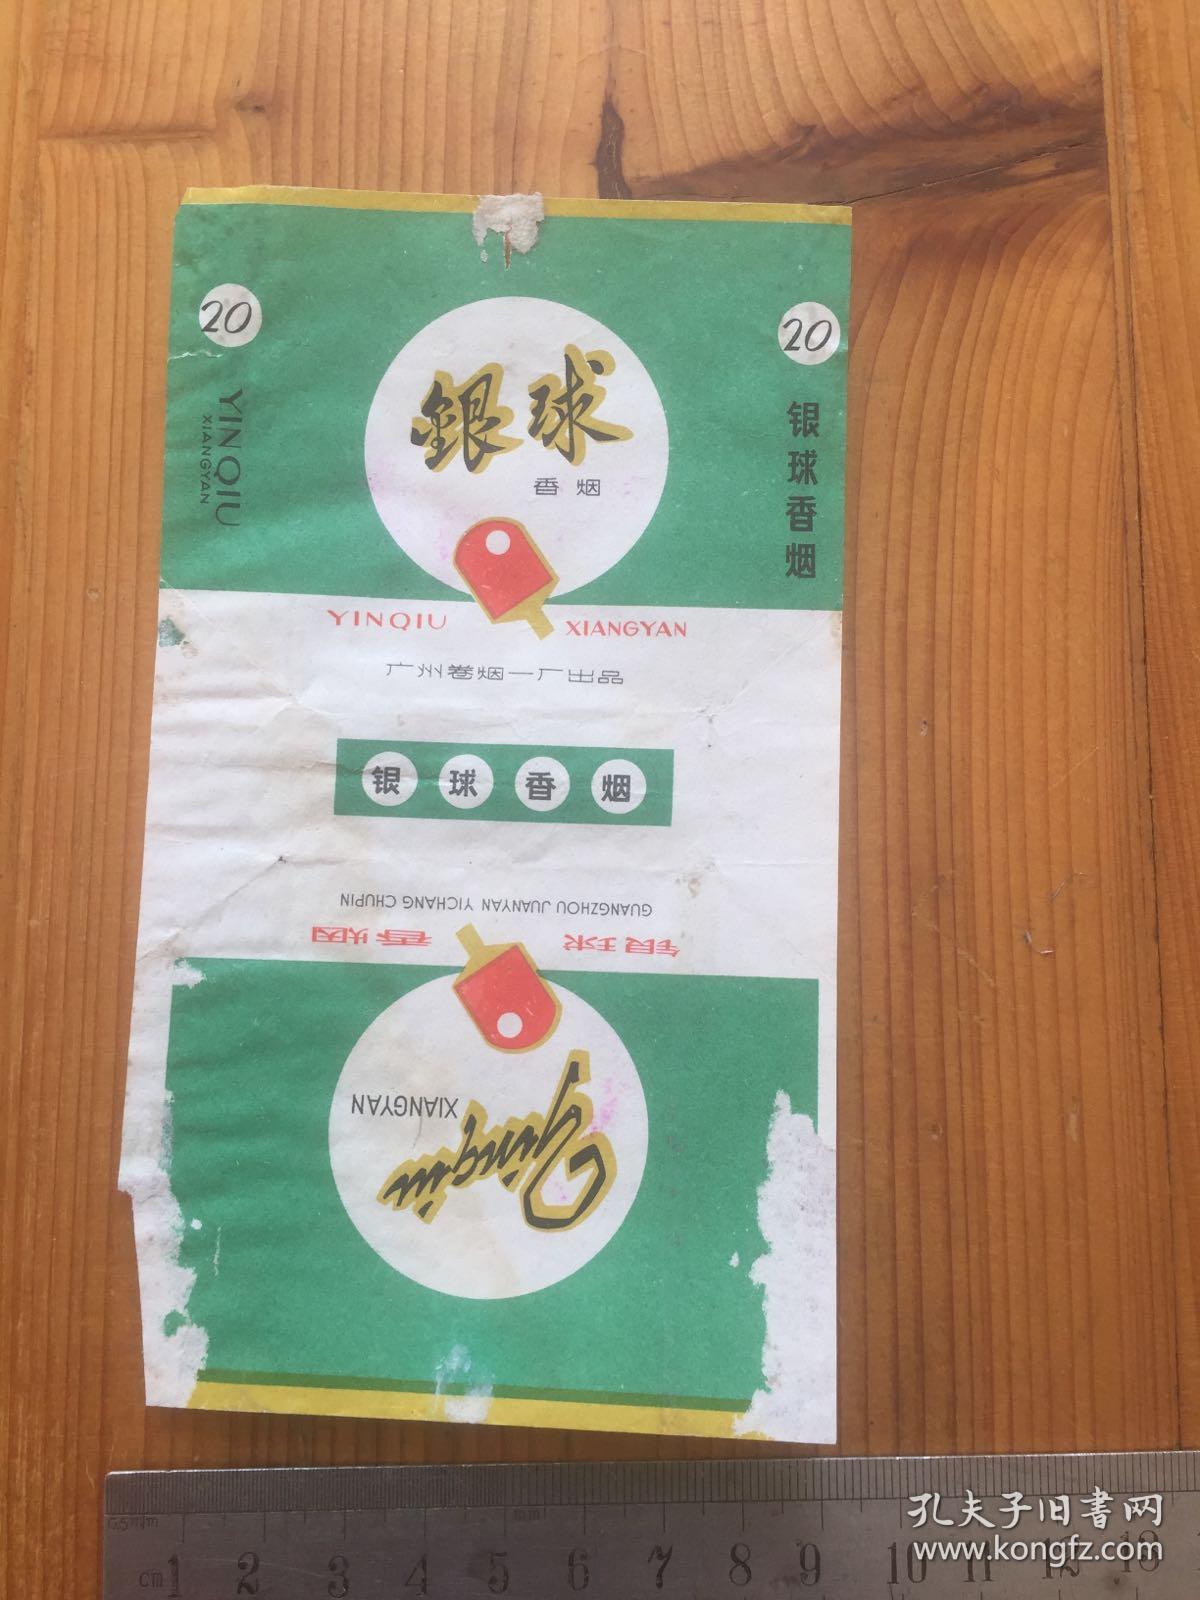 20
20
YINQIU
XIANGYAN
銀球
香烟
银球香烟
YINQIU
XIANGYAN
广州卷烟一厂出品
银球香烟
GUANGZHOU JUANYAN YICHANG CHUPIN
银球
香烟
XIANGYAN
Yinqiu
0.5m/m
m/m
cm 1 2 3 4 5 6 7 8 9 10 11 12 13
孔夫子旧书网
www.kongfz.com